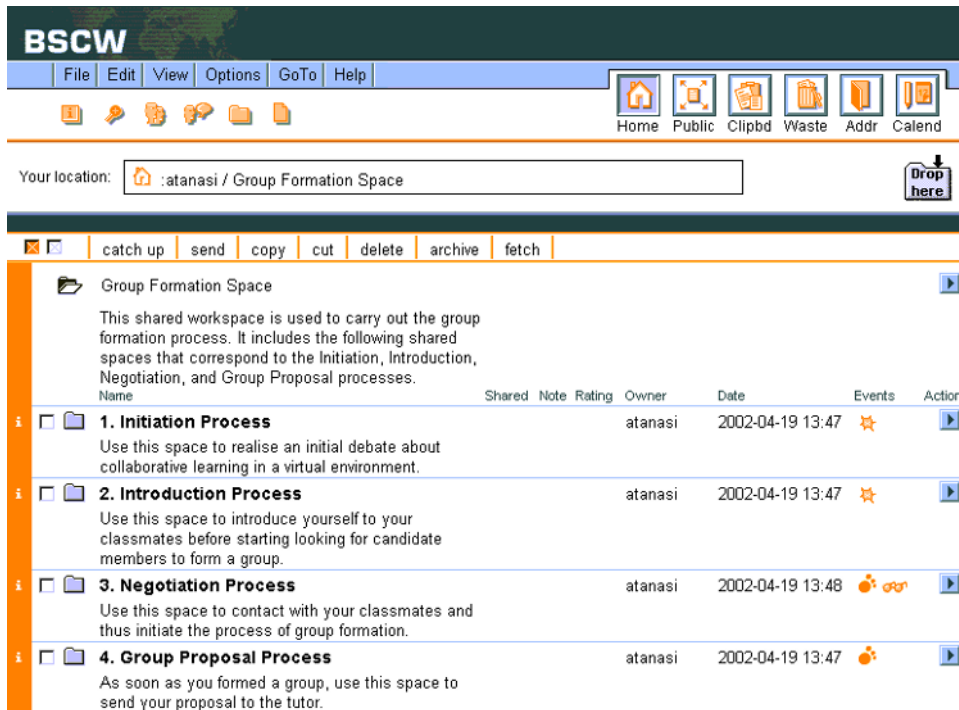 BSCW
File Edit View Options GoTo Help
Home Public Clipbd Waste Addr Calend
Your location: :atanasi / Group Formation Space
Drop
here
catch up send copy cut delete archive fetch
Group Formation Space
This shared workspace is used to carry out the group
formation process. It includes the following shared
spaces that correspond to the Initiation, Introduction,
Negotiation, and Group Proposal processes.
Name Shared Note Rating Owner Date Events Action
i 1. Initiation Process atanasi 2002-04-19 13:47
Use this space to realise an initial debate about
collaborative learning in a virtual environment.
i 2. Introduction Process atanasi 2002-04-19 13:47
Use this space to introduce yourself to your
classmates before starting looking for candidate
members to form a group.
i 3. Negotiation Process atanasi 2002-04-19 13:48
Use this space to contact with your classmates and
thus initiate the process of group formation.
i 4. Group Proposal Process atanasi 2002-04-19 13:47
As soon as you formed a group, use this space to
send your proposal to the tutor.